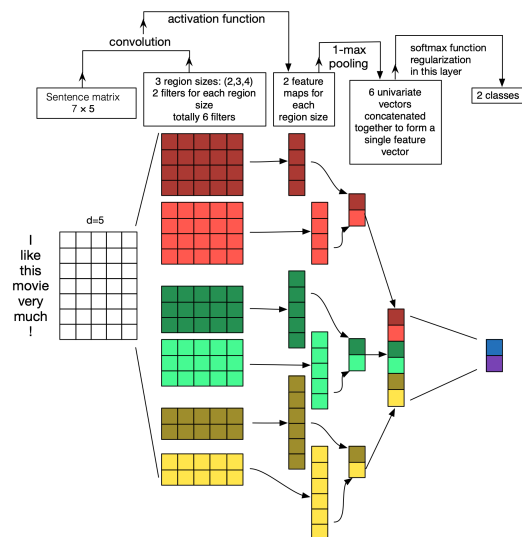 activation function
convolution
1-max
pooling
softmax function
regularization
in this layer
Sentence matrix
7 × 5
3 region sizes: (2,3,4)
2 filters for each region
size
totally 6 filters
2 feature
maps for
each
region size
6 univariate
vectors
concatenated
together to form a
single feature
vector
2 classes
d=5
I
like
this
movie
very
much
!